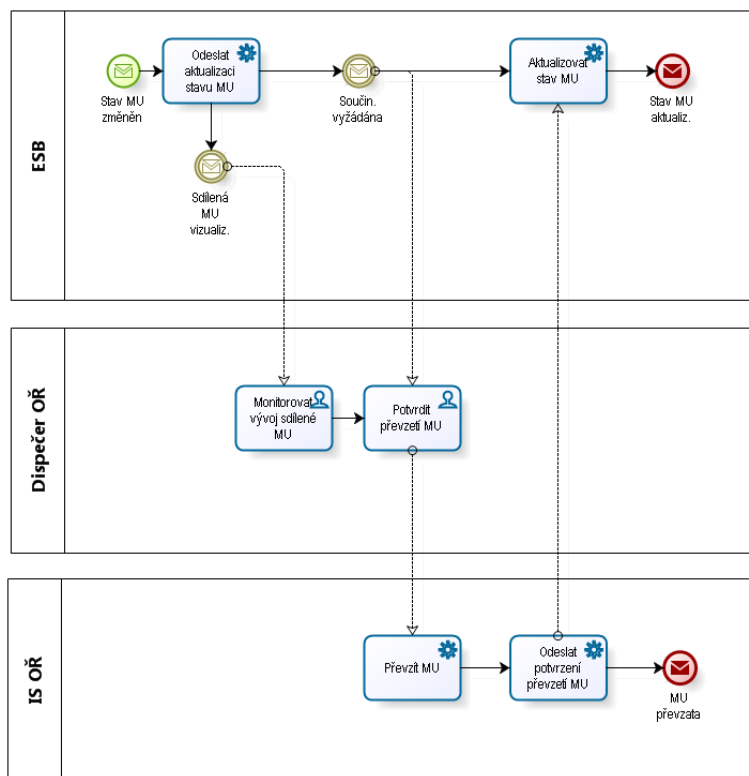 ESB
Stav MU
změněn
Odeslat
aktualizaci
stavu MU
Součin.
vyžádána
Aktualizovat
stav MU
Stav MU
aktualiz.
Sdílená
MU
vizualiz.
Dispečer OŘ
Monitorovat
vývoj sdílené
MU
Potvrdit
převzetí MU
IS OŘ
Převzít MU
Odeslat
potvrzení
převzetí MU
MU
převzata